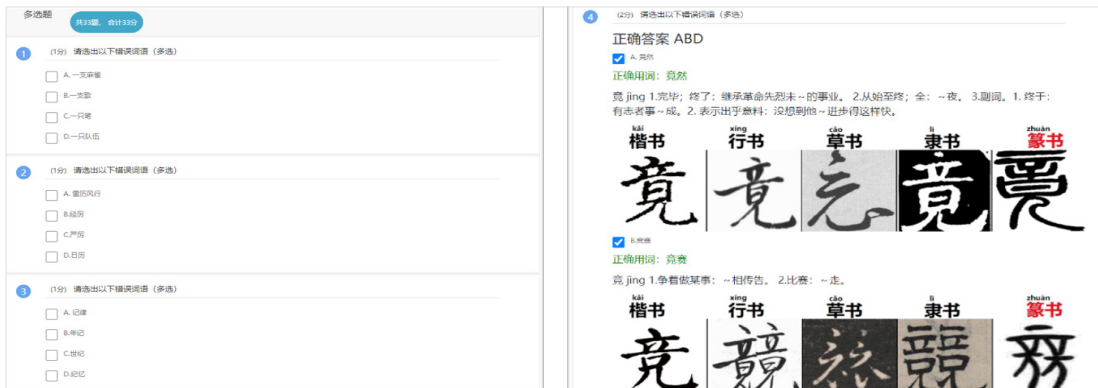 多选题
共33题，合计33分
1 （1分） 请选出以下错误词语（多选）
A. 一支麻雀
B.一支歌
C.一只笔
D.一只队伍
2 （1分） 请选出以下错误词语（多选）
A. 雷厉风行
B.经厉
C.严厉
D.日历
3 （1分） 请选出以下错误词语（多选）
A. 记律
B.年记
C.世纪
D.纪忆
4 （2分） 请选出以下错误词语（多选）
正确答案 ABD
正确用词：竟然
竟 jing 1.完毕；终了：继承革命先烈未～的事业。 2.从始至终；全：～夜。 3.副词。1. 终于：
有志者事～成。2. 表示出乎意料：没想到他～进步得这样快。
kǎi xíng cǎo lì zhuàn
楷书 行书 草书 隶书 篆书
竟 竟 竟 竟 竟
正确用词：竞赛
竞 jing 1.争着做某事：～相传告。 2.比赛：～走。
kǎi xíng cǎo lì zhuàn
楷书 行书 草书 隶书 篆书